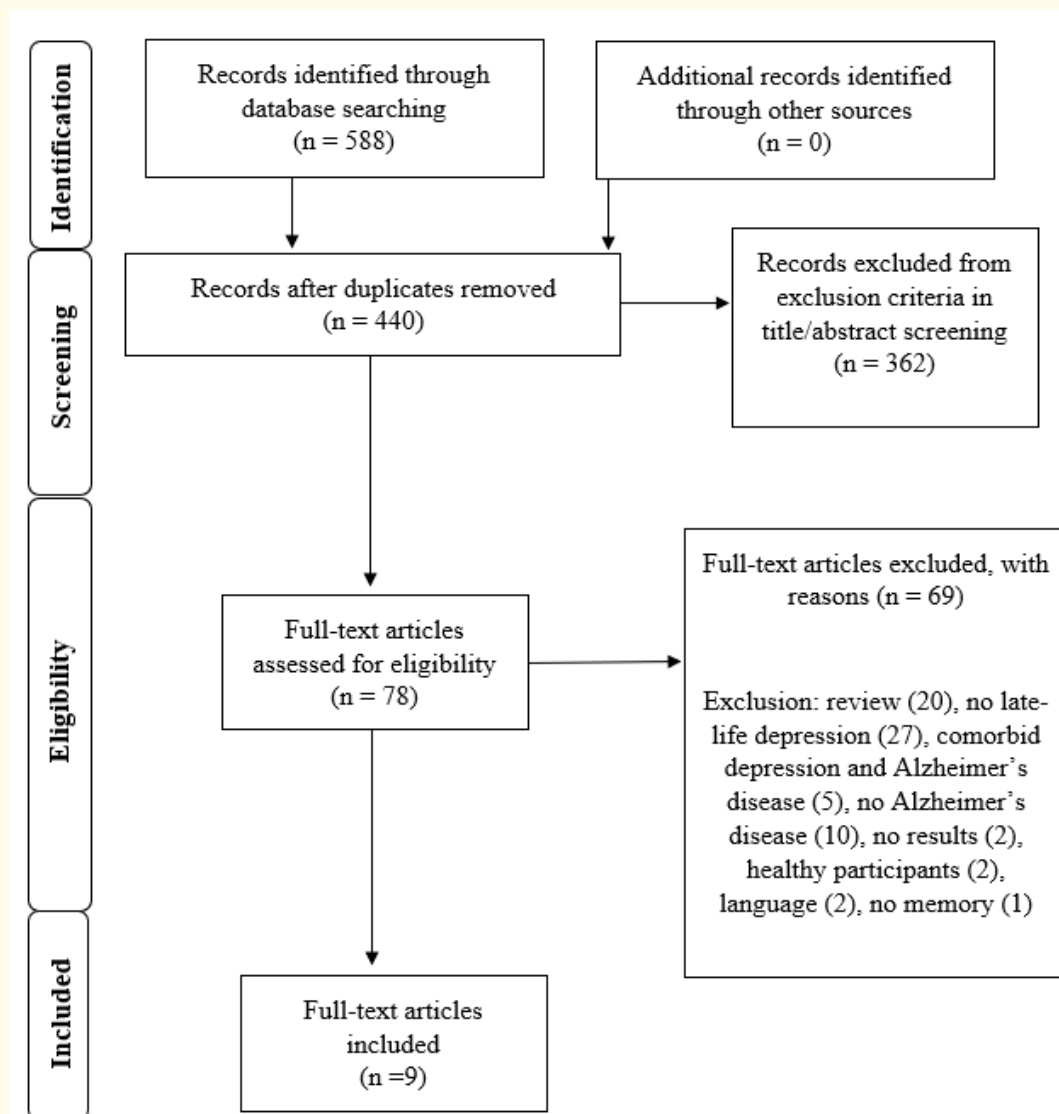 Identification
Records identified through
database searching
(n = 588)
Additional records identified
through other sources
(n = 0)
Screening
Records after duplicates removed
(n = 440)
Records excluded from
exclusion criteria in
title/abstract screening
(n = 362)
Eligibility
Full-text articles
assessed for eligibility
(n = 78)
Full-text articles excluded, with
reasons (n = 69)
Exclusion: review (20), no late-
life depression (27), comorbid
depression and Alzheimer’s
disease (5), no Alzheimer’s
disease (10), no results (2),
healthy participants (2),
language (2), no memory (1)
Included
Full-text articles
included
(n =9)